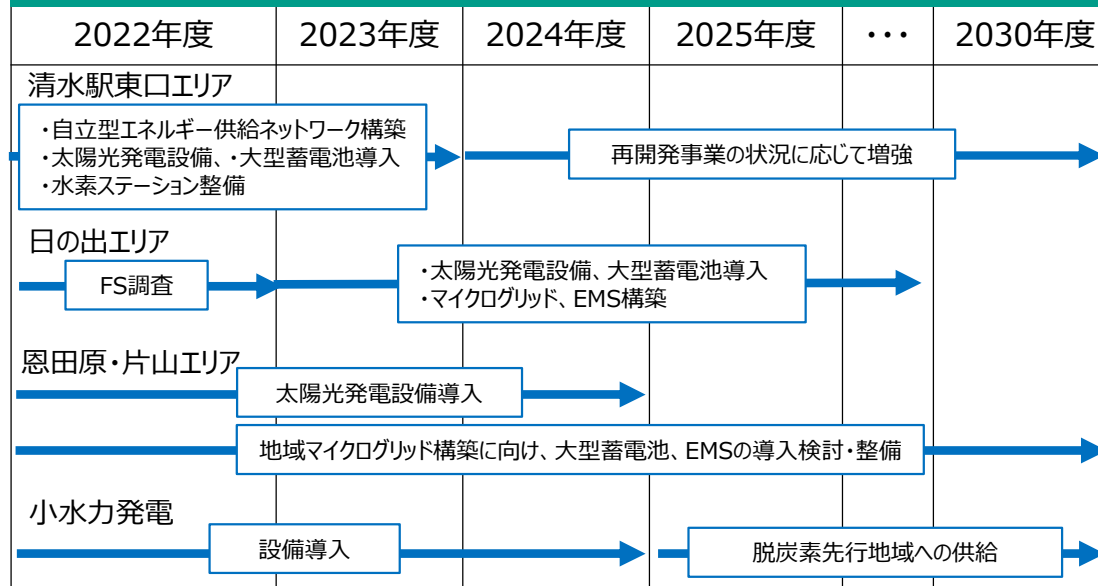 2022年度 2023年度 2024年度 2025年度 ・・・ 2030年度
清水駅東口エリア
・自立型エネルギー供給ネットワーク構築
・太陽光発電設備、・大型蓄電池導入
・水素ステーション整備
再開発事業の状況に応じて増強
日の出エリア
FS調査
・太陽光発電設備、大型蓄電池導入
・マイクログリッド、EMS構築
恩田原・片山エリア
太陽光発電設備導入
地域マイクログリッド構築に向け、大型蓄電池、EMSの導入検討・整備
小水力発電
設備導入
脱炭素先行地域への供給